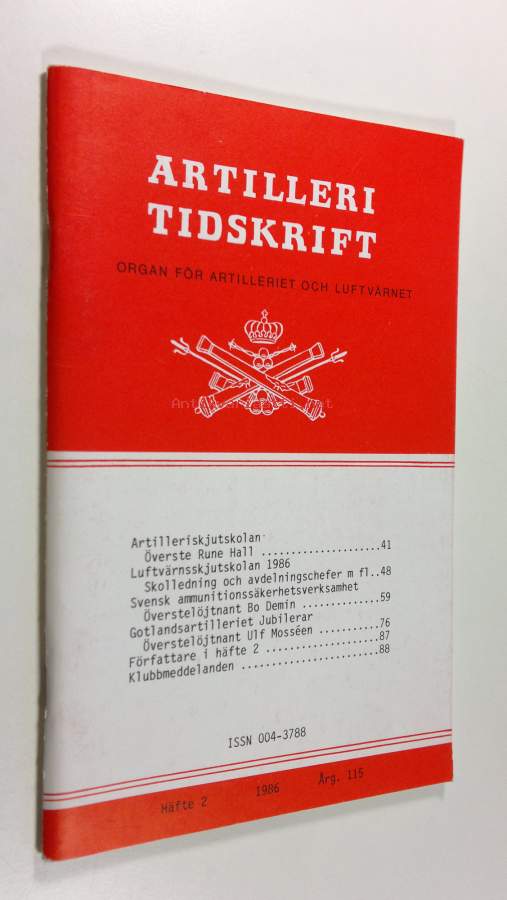 ARTILLERI
TIDSKRIFT
ORGAN FÖR ARTILLERIET OCH LUFTVÄRNET
Artilleriskjutskolan
Överste Rune Hall ....................41
Luftvärnsskjutskolan 1986
Skolledning och avdelningschefer m fl..48
Svensk ammunitionssäkerhetsverksamhet
Överstelöjtnant Bo Demin .............59
Gotlandsartilleriet Jubilerar
Överstelöjtnant Ulf Mosséen ..........76
Författare i häfte 2 ...................87
Klubbmeddelanden .......................88
ISSN 004-3788
Häfte 2 1986 Årg. 115